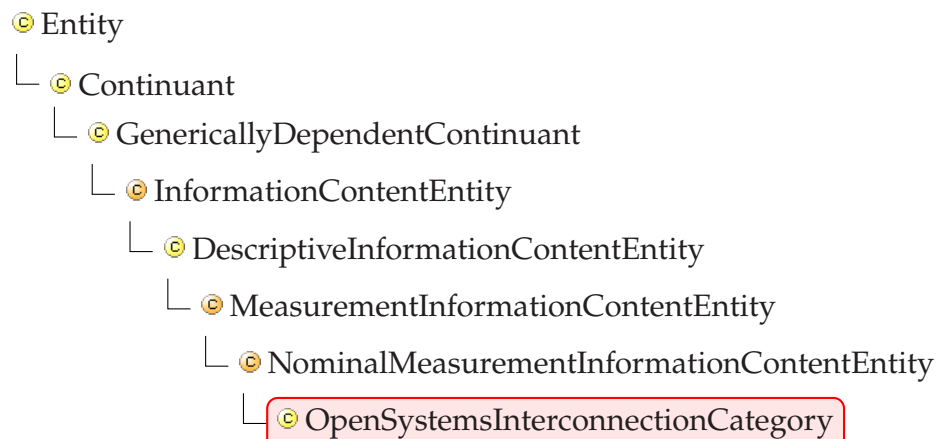 Entity
Continuant
GenericallyDependentContinuant
InformationContentEntity
DescriptiveInformationContentEntity
MeasurementInformationContentEntity
NominalMeasurementInformationContentEntity
OpenSystemsInterconnectionCategory